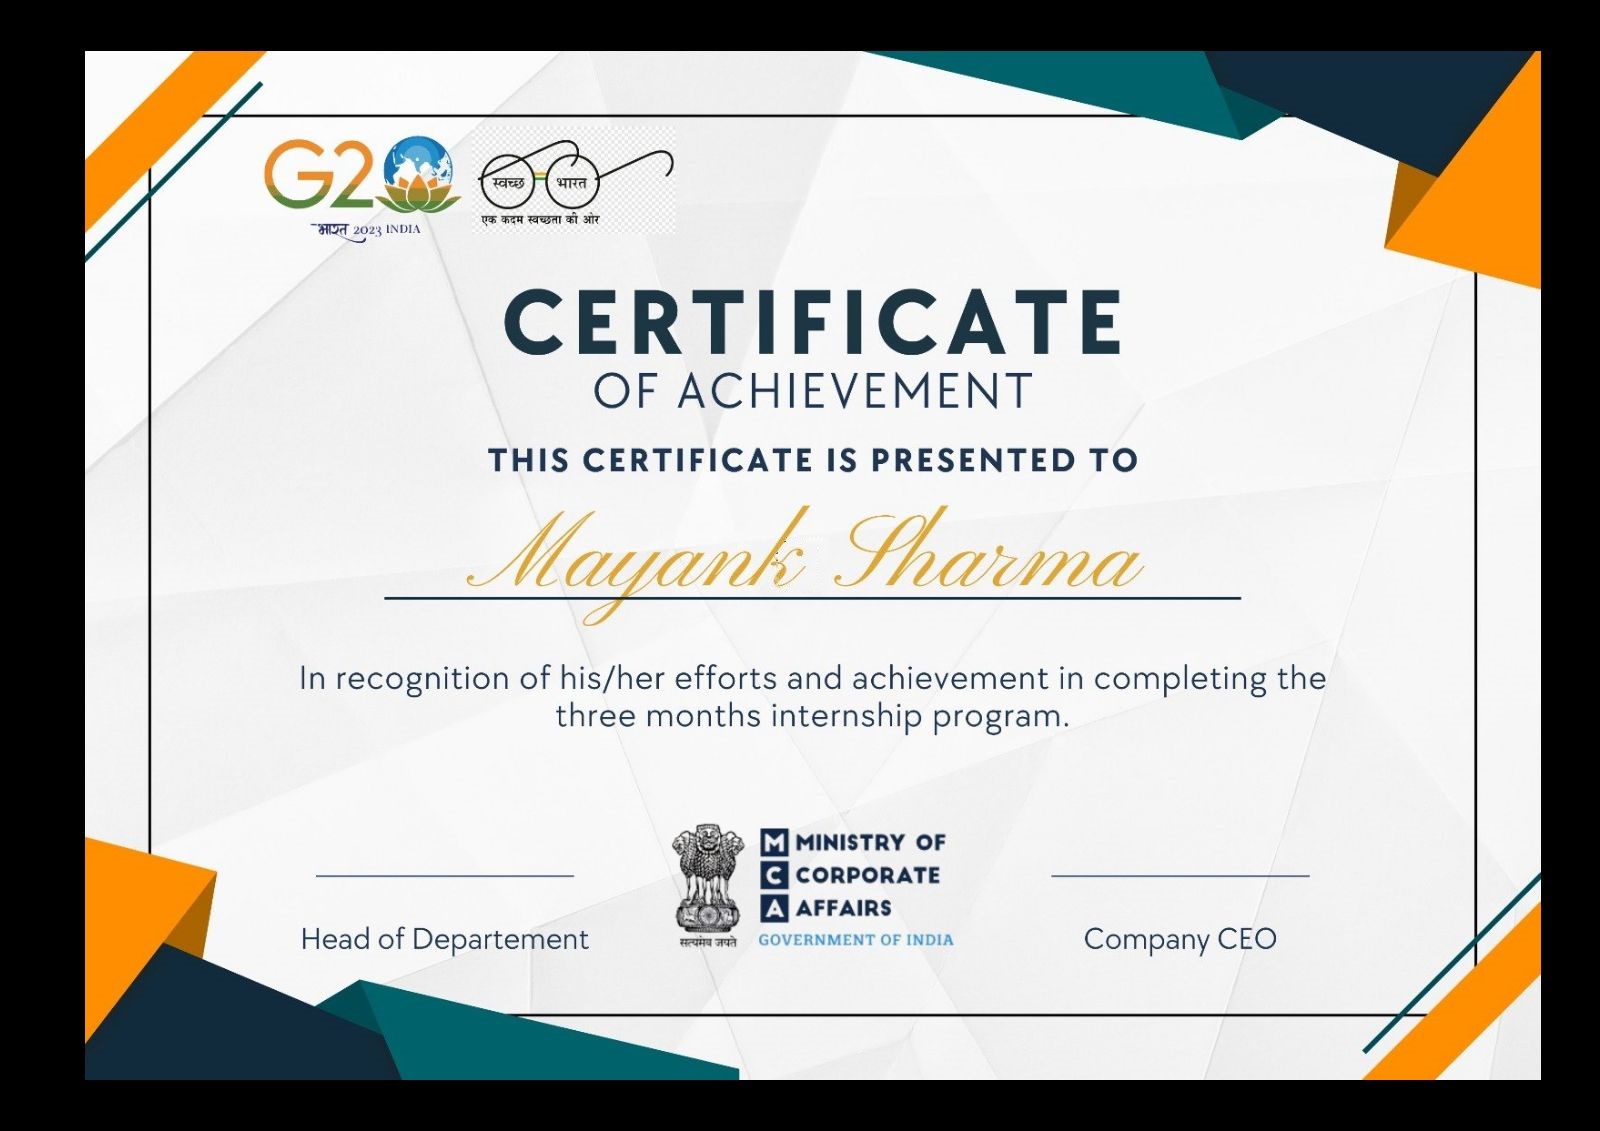 G20
भारत 2023 INDIA
स्वच्छ भारत
एक कदम स्वच्छता की ओर
CERTIFICATE
OF ACHIEVEMENT
THIS CERTIFICATE IS PRESENTED TO
Mayank Sharma
In recognition of his/her efforts and achievement in completing the
three months internship program.
Head of Departement
सत्यमेव जयते
M MINISTRY OF
C CORPORATE
A AFFAIRS
GOVERNMENT OF INDIA
Company CEO